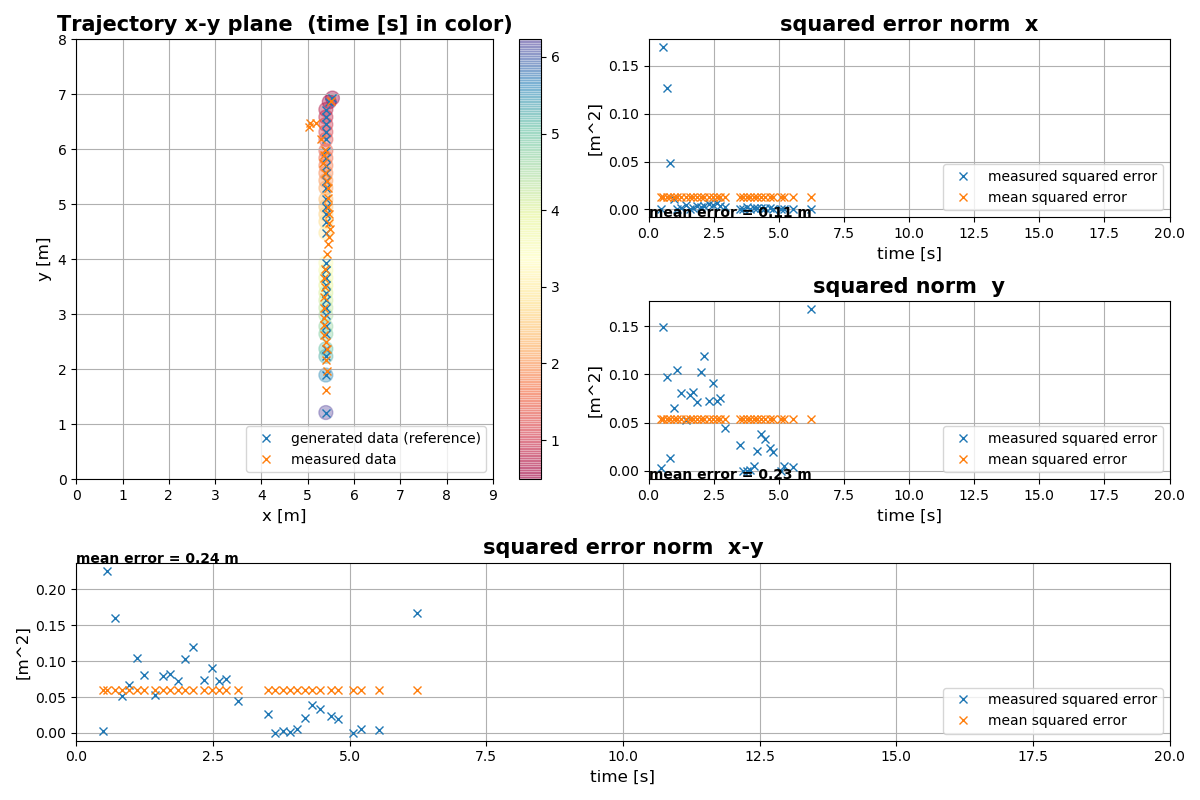 Trajectory x-y plane  (time [s] in color)
8
7
6
5
4
3
2
1
0
y [m]
0 1 2 3 4 5 6 7 8 9
x [m]
generated data (reference)
measured data
6
5
4
3
2
1
squared error norm  x
0.15
0.10
0.05
0.00
[m^2]
mean error = 0.11 m
measured squared error
mean squared error
0.0 2.5 5.0 7.5 10.0 12.5 15.0 17.5 20.0
time [s]
squared norm  y
0.15
0.10
0.05
0.00
[m^2]
mean error = 0.23 m
measured squared error
mean squared error
0.0 2.5 5.0 7.5 10.0 12.5 15.0 17.5 20.0
time [s]
squared error norm  x-y
mean error = 0.24 m
0.20
0.15
0.10
0.05
0.00
[m^2]
measured squared error
mean squared error
0.0 2.5 5.0 7.5 10.0 12.5 15.0 17.5 20.0
time [s]